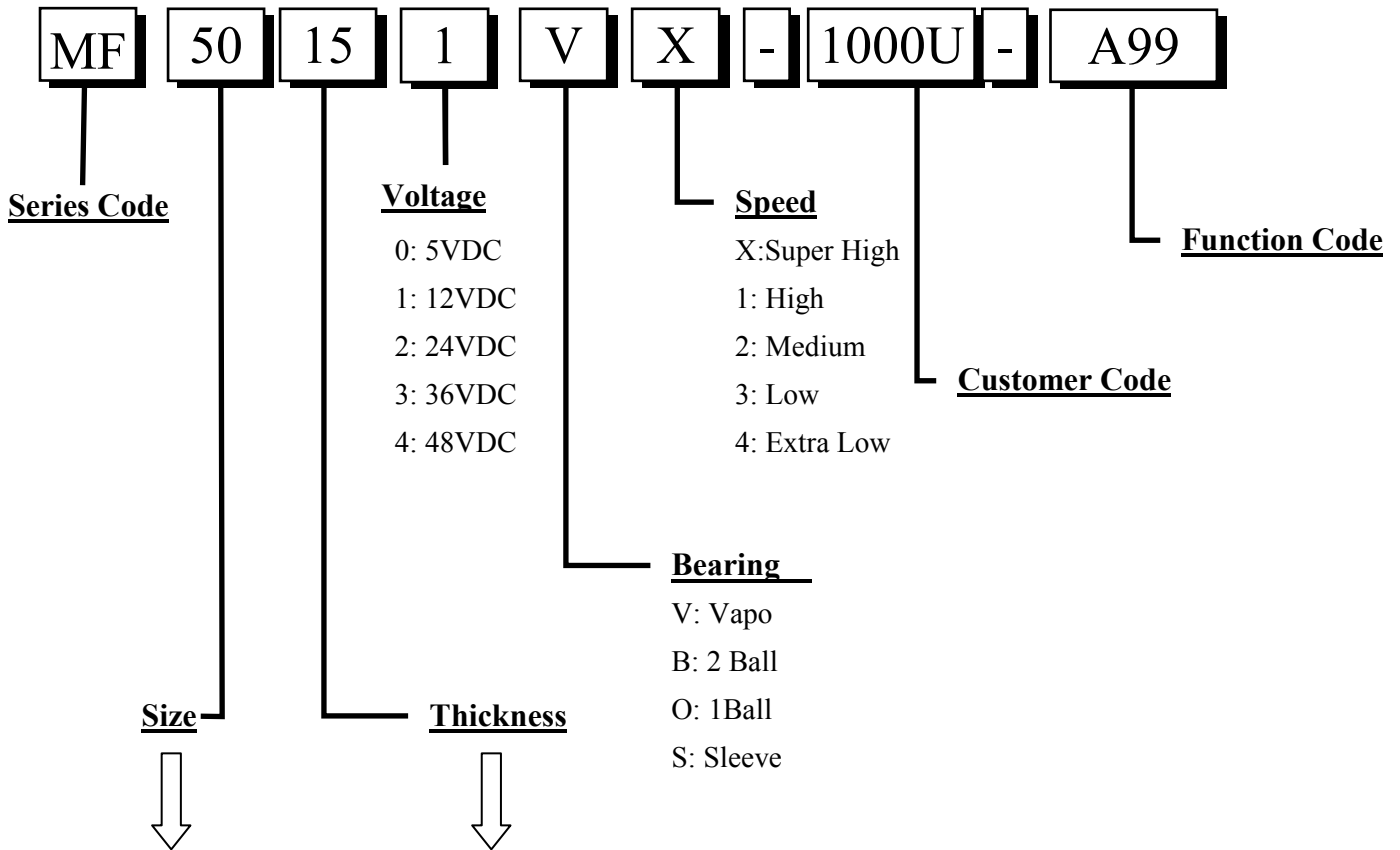 MF 50 15 1 V X - 1000U - A99
Series Code
Voltage
0: 5VDC
1: 12VDC
2: 24VDC
3: 36VDC
4: 48VDC
Speed
X:Super High
1: High
2: Medium
3: Low
4: Extra Low
Function Code
Customer Code
Bearing
V: Vapo
B: 2 Ball
O: 1Ball
S: Sleeve
Size
Thickness